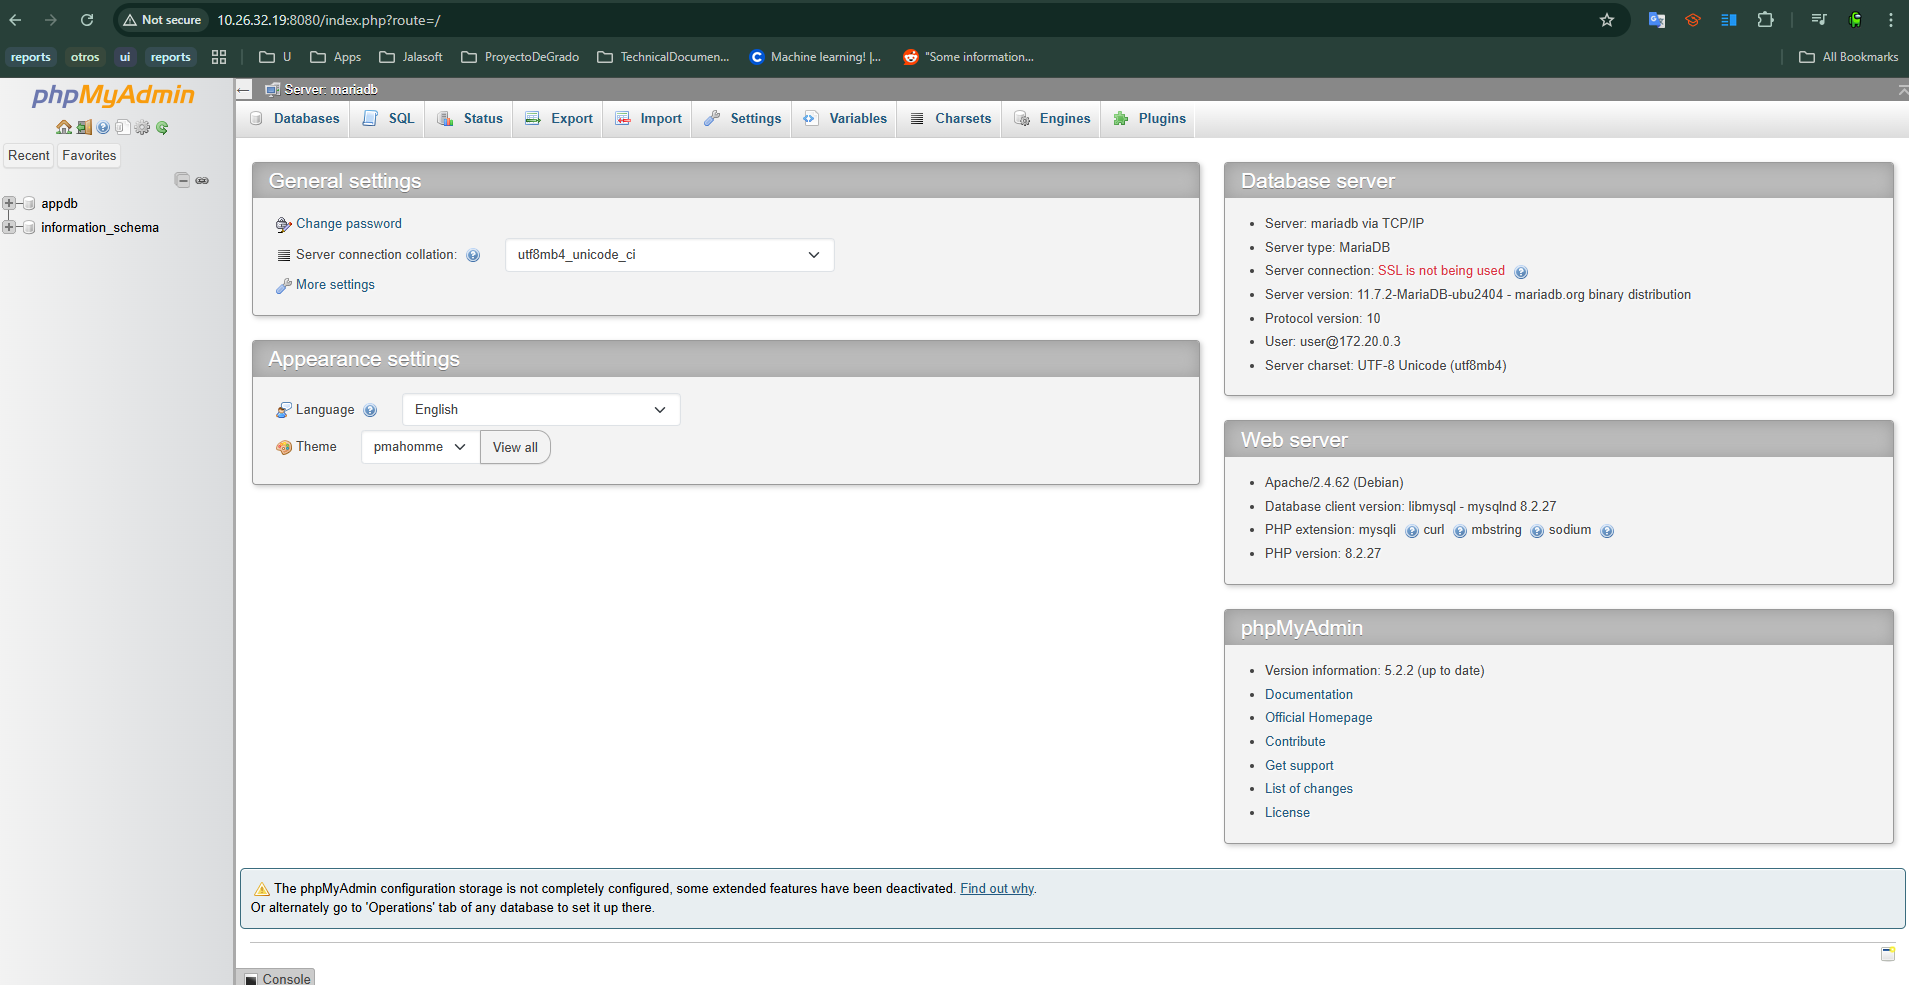 Not secure 10.26.32.19:8080/index.php?route=/
reports otros ui reports U Apps Jalasoft ProyectoDeGrado TechnicalDocumen... Machine learning! |... "Some information... All Bookmarks
phpMyAdmin
Recent Favorites
appdb
information_schema
Server: mariadb
Databases SQL Status Export Import Settings Variables Charsets Engines Plugins
General settings
Change password
Server connection collation: utf8mb4_unicode_ci
More settings
Appearance settings
Language English
Theme pmahomme View all
Database server
Server: mariadb via TCP/IP
Server type: MariaDB
Server connection: SSL is not being used
Server version: 11.7.2-MariaDB-ubu2404 - mariadb.org binary distribution
Protocol version: 10
User: user@172.20.0.3
Server charset: UTF-8 Unicode (utf8mb4)
Web server
Apache/2.4.62 (Debian)
Database client version: libmysql - mysqlnd 8.2.27
PHP extension: mysqli curl mbstring sodium
PHP version: 8.2.27
phpMyAdmin
Version information: 5.2.2 (up to date)
Documentation
Official Homepage
Contribute
Get support
List of changes
License
The phpMyAdmin configuration storage is not completely configured, some extended features have been deactivated. Find out why.
Or alternately go to 'Operations' tab of any database to set it up there.
Console